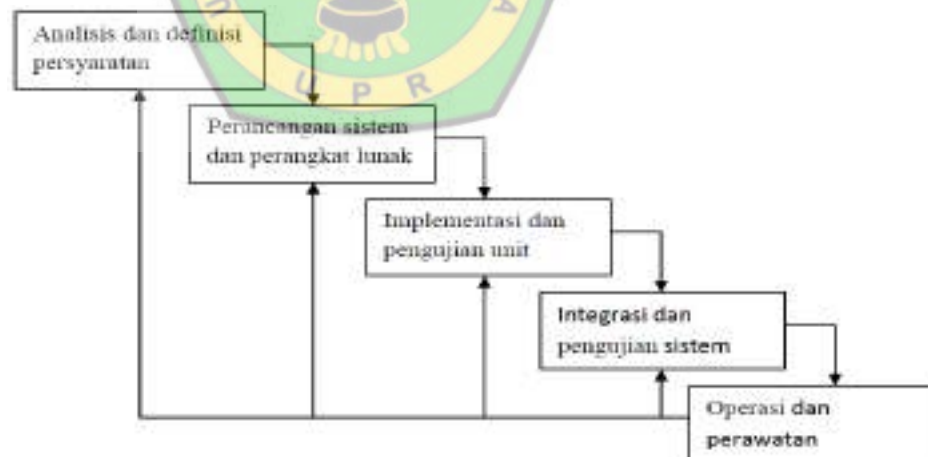 Analisis dan definisi
persyaratan
U P R
Perancangan sistem
dan perangkat lunak
Implementasi dan
pengujian unit
Integrasi dan
pengujian sistem
Operasi dan
perawatan